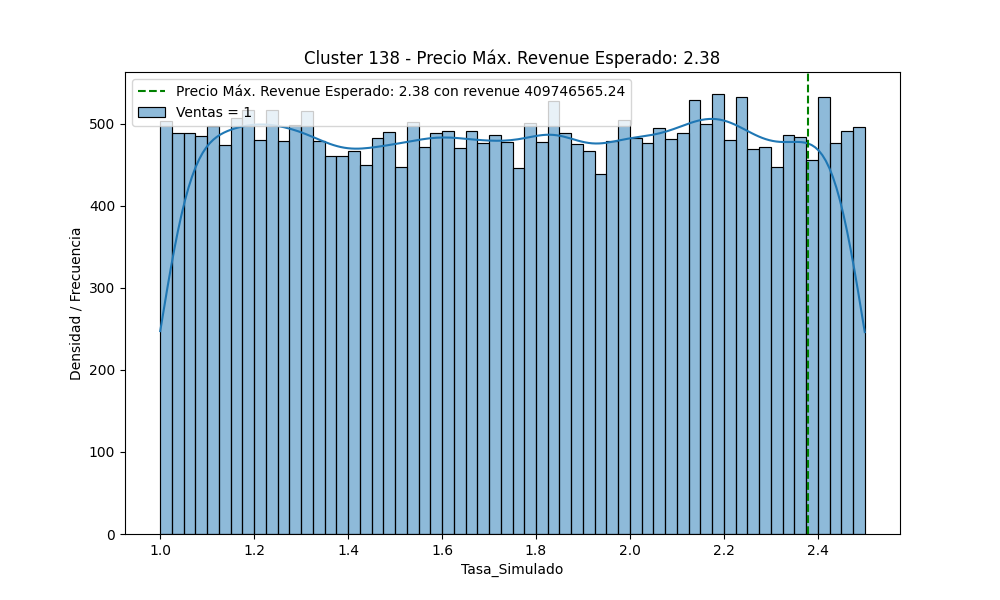 Cluster 138 - Precio Máx. Revenue Esperado: 2.38
Precio Máx. Revenue Esperado: 2.38 con revenue 409746565.24
Ventas = 1
500
400
300
200
100
0
Densidad / Frecuencia
1.0 1.2 1.4 1.6 1.8 2.0 2.2 2.4
Tasa_Simulado